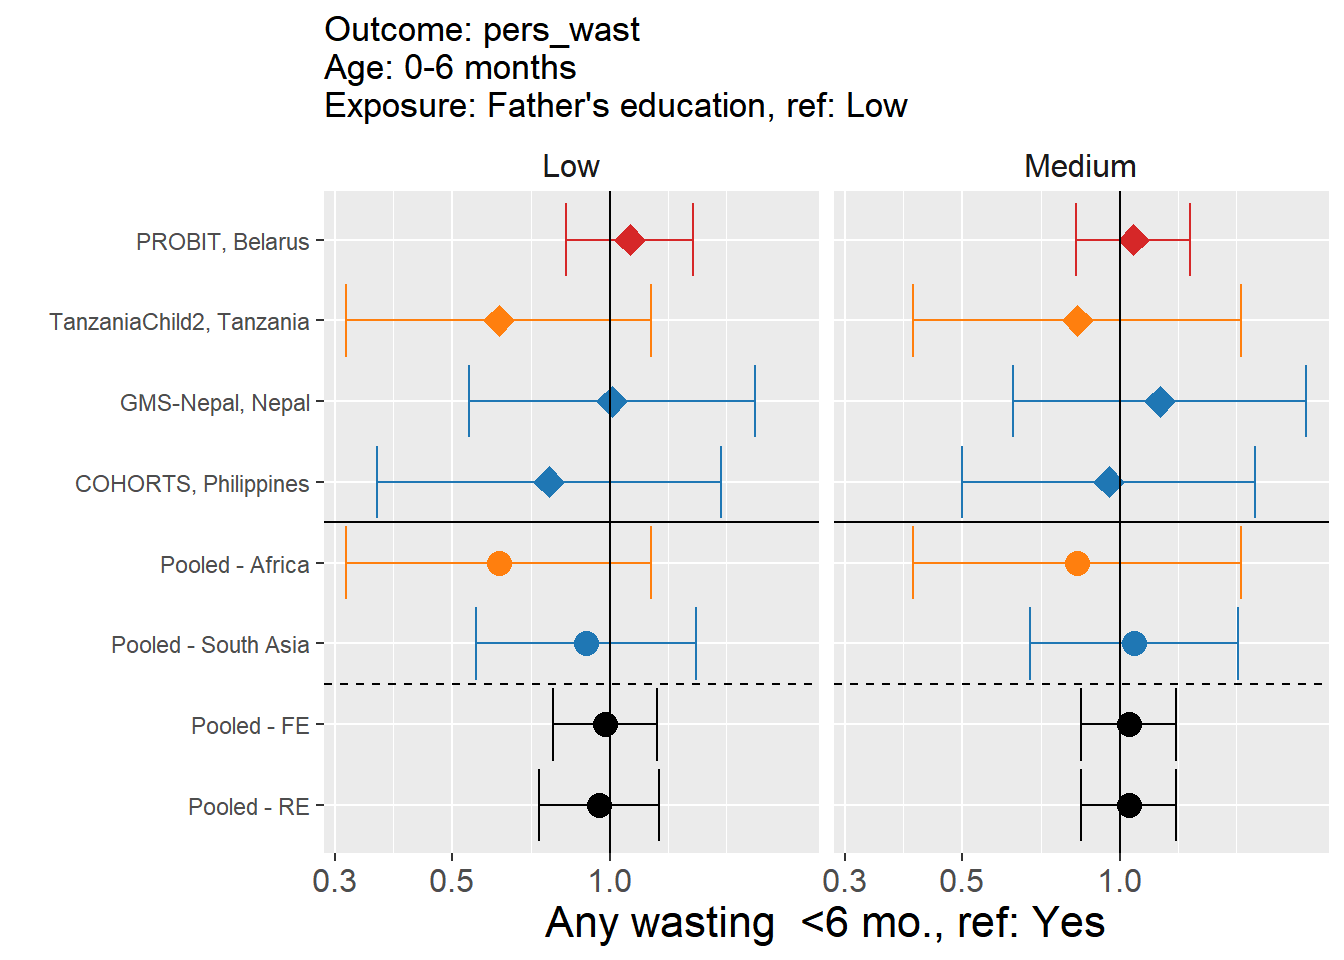 Outcome: pers_wast
Age: 0-6 months
Exposure: Father's education, ref: Low
Low
Medium
PROBIT, Belarus
TanzaniaChild2, Tanzania
GMS-Nepal, Nepal
COHORTS, Philippines
Pooled - Africa
Pooled - South Asia
Pooled - FE
Pooled - RE
0.3 0.5 1.0
0.3 0.5 1.0
Any wasting  <6 mo., ref: Yes